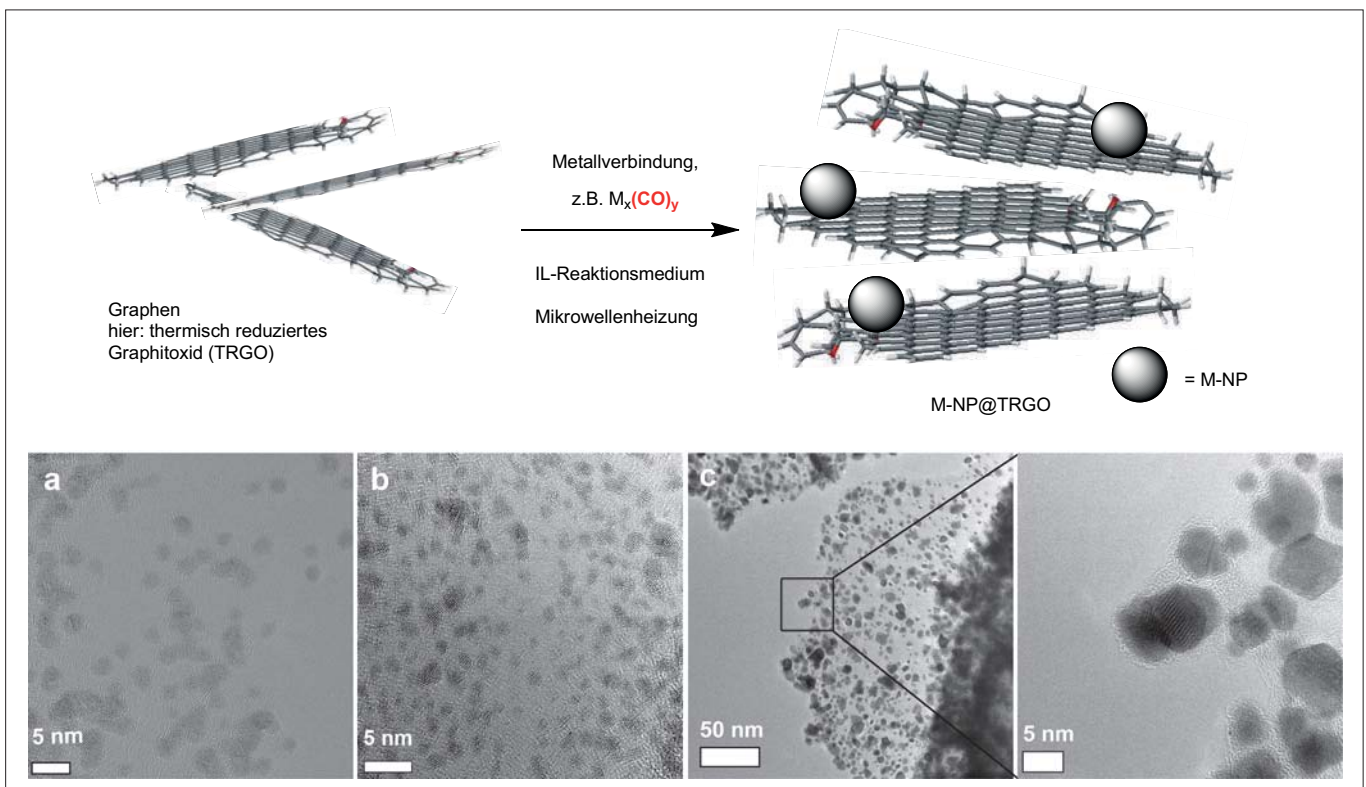 Metallverbindung,
z.B. Mx(CO)y
IL-Reaktionsmedium
Mikrowellenheizung
Graphen
hier: thermisch reduziertes
Graphitoxid (TRGO)
= M-NP
M-NP@TRGO
a
5 nm
b
5 nm
c
50 nm
5 nm